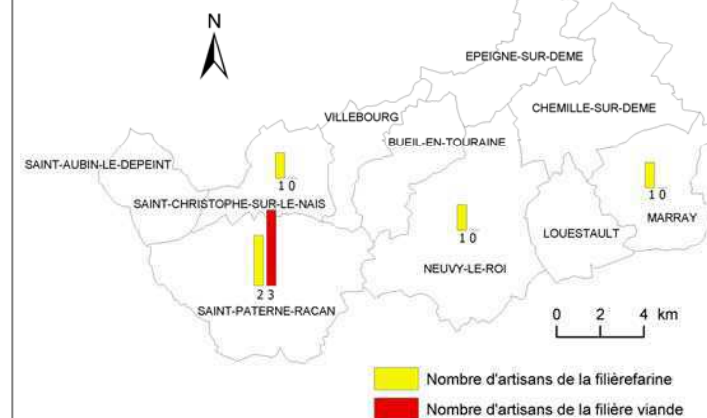 N
EPEIGNE-SUR-DEME
CHEMILLE-SUR-DEME
VILLEBOURG
BUEIL-EN-TOURAINE
SAINT-AUBIN-LE-DEPEINT
1 0
SAINT-CHRISTOPHE-SUR-LE-NAIS
1 0
MARRAY
1 0
LOUESTAULT
NEUVY-LE-ROI
2 3
SAINT-PATERNE-RACAN
0 2 4 km
Nombre d'artisans de la filièrefarine
Nombre d'artisans de la filière viande